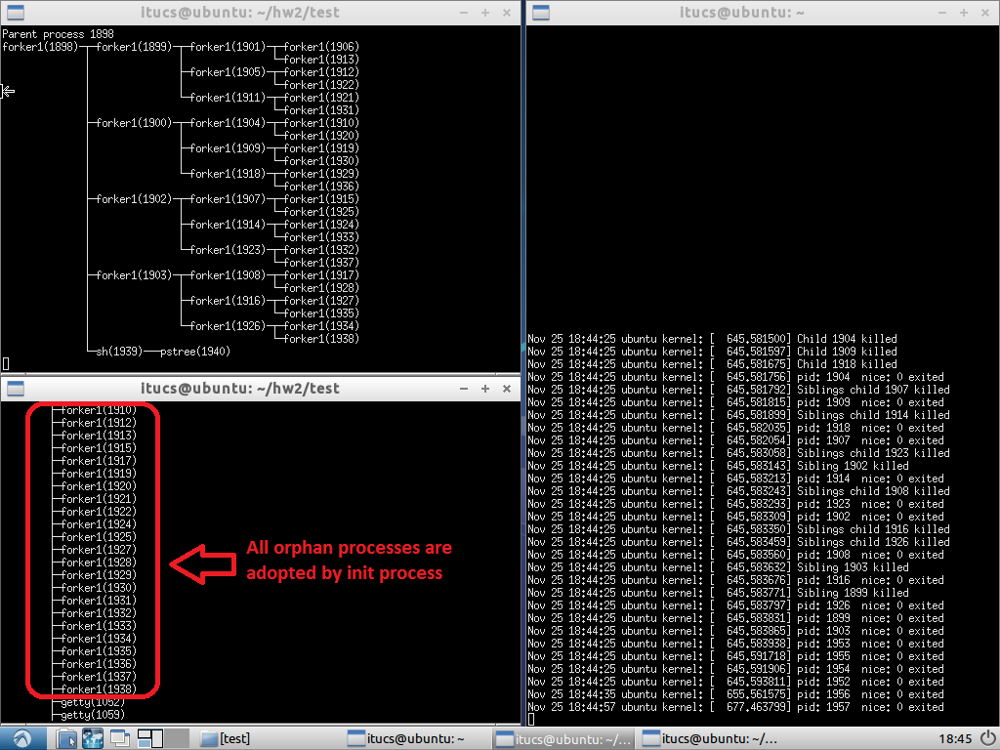 itucs@ubuntu: ~/hw2/test
Parent process 1898
forker1(1898)─┬─forker1(1899)─┬─forker1(1901)─┬─forker1(1906)
└─forker1(1913)
├─forker1(1905)─┬─forker1(1912)
└─forker1(1922)
└─forker1(1911)─┬─forker1(1921)
└─forker1(1931)
├─forker1(1900)─┬─forker1(1904)─┬─forker1(1910)
└─forker1(1920)
├─forker1(1909)─┬─forker1(1919)
└─forker1(1930)
└─forker1(1918)─┬─forker1(1929)
└─forker1(1936)
├─forker1(1902)─┬─forker1(1907)─┬─forker1(1915)
└─forker1(1925)
├─forker1(1914)─┬─forker1(1924)
└─forker1(1933)
└─forker1(1923)─┬─forker1(1932)
└─forker1(1937)
├─forker1(1903)─┬─forker1(1908)─┬─forker1(1917)
└─forker1(1928)
├─forker1(1916)─┬─forker1(1927)
└─forker1(1935)
└─forker1(1926)─┬─forker1(1934)
└─forker1(1938)
└─sh(1939)───pstree(1940)
itucs@ubuntu: ~/hw2/test
├─forker1(1910)
├─forker1(1912)
├─forker1(1913)
├─forker1(1915)
├─forker1(1917)
├─forker1(1919)
├─forker1(1920)
├─forker1(1921)
├─forker1(1922)
├─forker1(1924)
├─forker1(1925)
├─forker1(1927)
├─forker1(1928)
├─forker1(1929)
├─forker1(1930)
├─forker1(1931)
├─forker1(1932)
├─forker1(1933)
├─forker1(1934)
├─forker1(1935)
├─forker1(1936)
├─forker1(1937)
├─forker1(1938)
├─getty(1052)
├─getty(1059)
All orphan processes are
adopted by init process
itucs@ubuntu: ~
Nov 25 18:44:25 ubuntu kernel: [  645.581500] Child 1904 killed
Nov 25 18:44:25 ubuntu kernel: [  645.581597] Child 1909 killed
Nov 25 18:44:25 ubuntu kernel: [  645.581675] Child 1918 killed
Nov 25 18:44:25 ubuntu kernel: [  645.581756] pid: 1904  nice: 0 exited
Nov 25 18:44:25 ubuntu kernel: [  645.581792] Siblings child 1907 killed
Nov 25 18:44:25 ubuntu kernel: [  645.581815] pid: 1909  nice: 0 exited
Nov 25 18:44:25 ubuntu kernel: [  645.581899] Siblings child 1914 killed
Nov 25 18:44:25 ubuntu kernel: [  645.582035] pid: 1918  nice: 0 exited
Nov 25 18:44:25 ubuntu kernel: [  645.582054] pid: 1907  nice: 0 exited
Nov 25 18:44:25 ubuntu kernel: [  645.583058] Siblings child 1923 killed
Nov 25 18:44:25 ubuntu kernel: [  645.583143] Sibling 1902 killed
Nov 25 18:44:25 ubuntu kernel: [  645.583213] pid: 1914  nice: 0 exited
Nov 25 18:44:25 ubuntu kernel: [  645.583243] Siblings child 1908 killed
Nov 25 18:44:25 ubuntu kernel: [  645.583293] pid: 1923  nice: 0 exited
Nov 25 18:44:25 ubuntu kernel: [  645.583309] pid: 1902  nice: 0 exited
Nov 25 18:44:25 ubuntu kernel: [  645.583350] Siblings child 1916 killed
Nov 25 18:44:25 ubuntu kernel: [  645.583459] Siblings child 1926 killed
Nov 25 18:44:25 ubuntu kernel: [  645.583560] pid: 1908  nice: 0 exited
Nov 25 18:44:25 ubuntu kernel: [  645.583632] Sibling 1903 killed
Nov 25 18:44:25 ubuntu kernel: [  645.583676] pid: 1916  nice: 0 exited
Nov 25 18:44:25 ubuntu kernel: [  645.583771] Sibling 1899 killed
Nov 25 18:44:25 ubuntu kernel: [  645.583797] pid: 1926  nice: 0 exited
Nov 25 18:44:25 ubuntu kernel: [  645.583831] pid: 1899  nice: 0 exited
Nov 25 18:44:25 ubuntu kernel: [  645.583865] pid: 1903  nice: 0 exited
Nov 25 18:44:25 ubuntu kernel: [  645.583938] pid: 1953  nice: 0 exited
Nov 25 18:44:25 ubuntu kernel: [  645.591718] pid: 1955  nice: 0 exited
Nov 25 18:44:25 ubuntu kernel: [  645.591906] pid: 1954  nice: 0 exited
Nov 25 18:44:25 ubuntu kernel: [  645.593811] pid: 1952  nice: 0 exited
Nov 25 18:44:35 ubuntu kernel: [  655.561575] pid: 1956  nice: 0 exited
Nov 25 18:44:57 ubuntu kernel: [  677.463799] pid: 1957  nice: 0 exited
[test]
itucs@ubuntu: ~
itucs@ubuntu: ~/...
itucs@ubuntu: ~/...
18:45